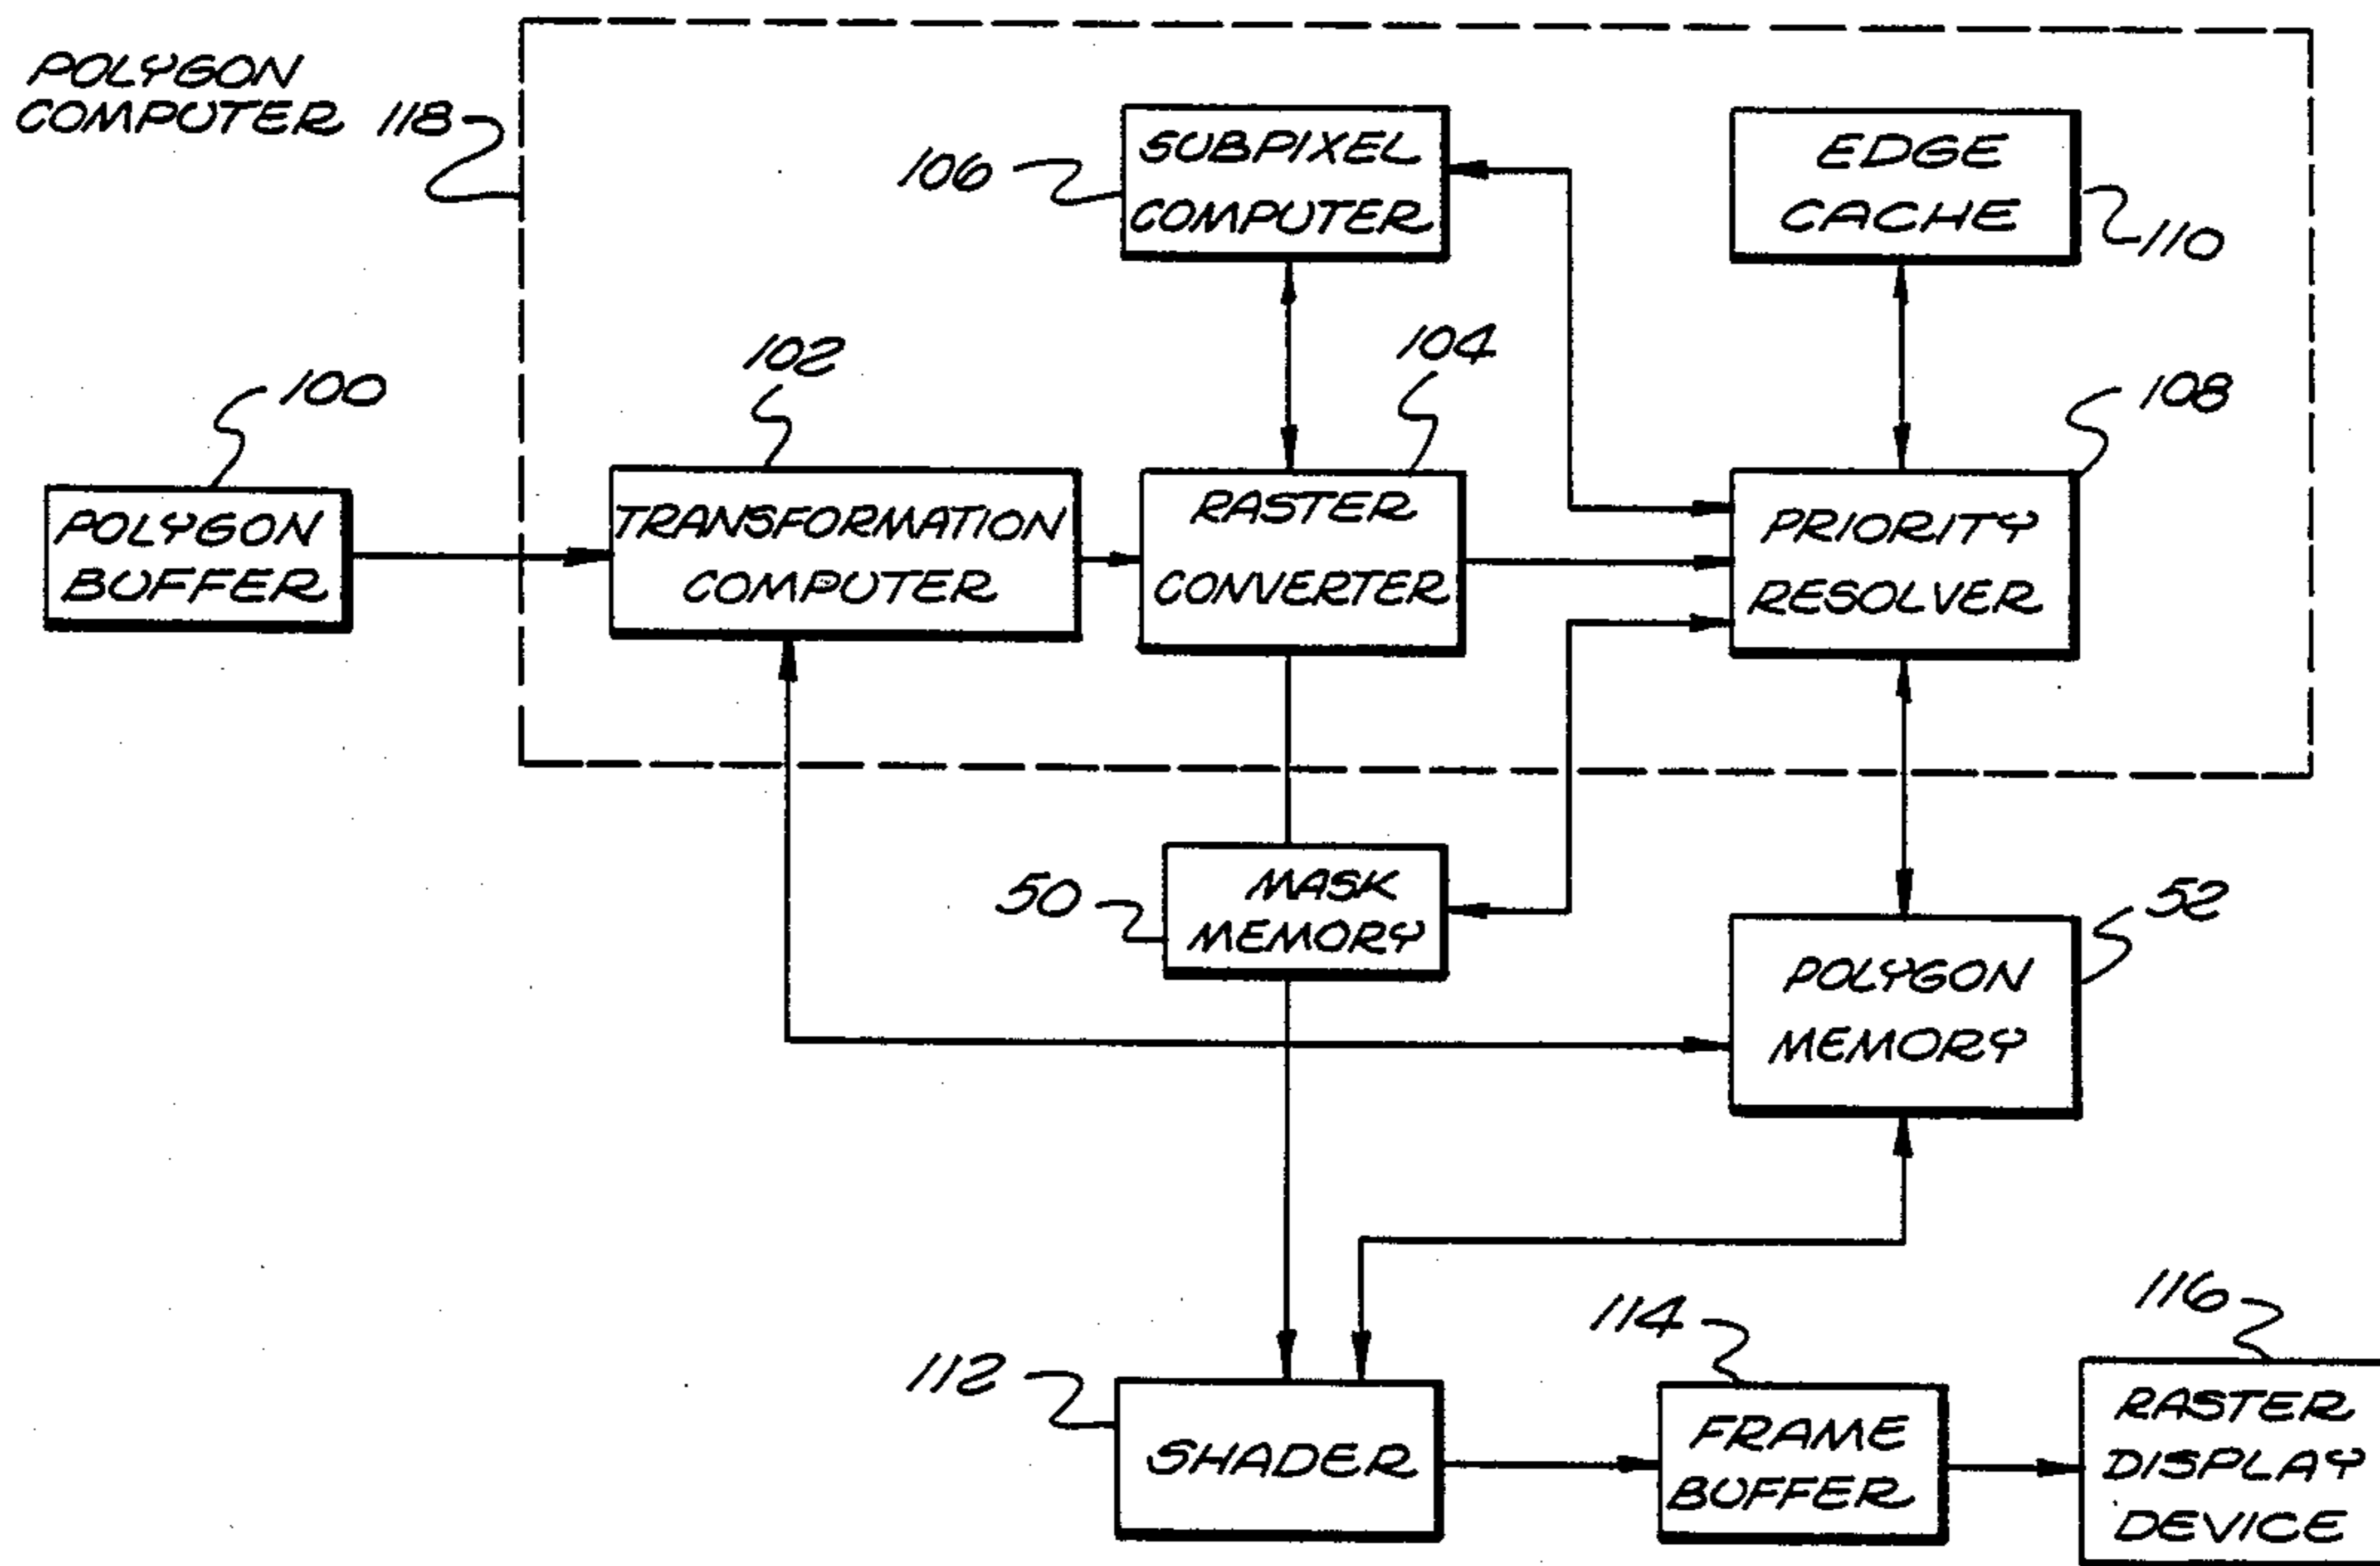 POLYGON
COMPUTER 118
SUBPIXEL
COMPUTER
106
EDGE
CACHE
110
100
102
104
108
POLYGON
BUFFER
TRANSFORMATION
COMPUTER
RASTER
CONVERTER
PRIORITY
RESOLVER
50
MASK
MEMORY
52
POLYGON
MEMORY
112
SHADER
114
FRAME
BUFFER
116
RASTER
DISPLAY
DEVICE